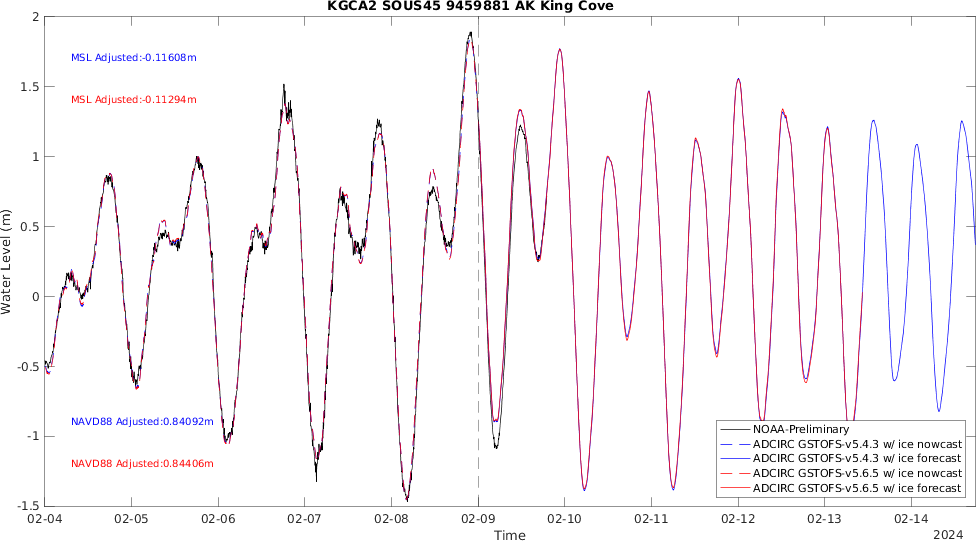 KGCA2 SOUS45 9459881 AK King Cove
2
1.5
1
0.5
0
-0.5
-1
-1.5
Water Level (m)
MSL Adjusted:-0.11608m
MSL Adjusted:-0.11294m
NAVD88 Adjusted:0.84092m
NAVD88 Adjusted:0.84406m
NOAA-Preliminary
ADCIRC GSTOFS-v5.4.3 w/ ice nowcast
ADCIRC GSTOFS-v5.4.3 w/ ice forecast
ADCIRC GSTOFS-v5.6.5 w/ ice nowcast
ADCIRC GSTOFS-v5.6.5 w/ ice forecast
02-04 02-05 02-06 02-07 02-08 02-09 02-10 02-11 02-12 02-13 02-14
Time
2024